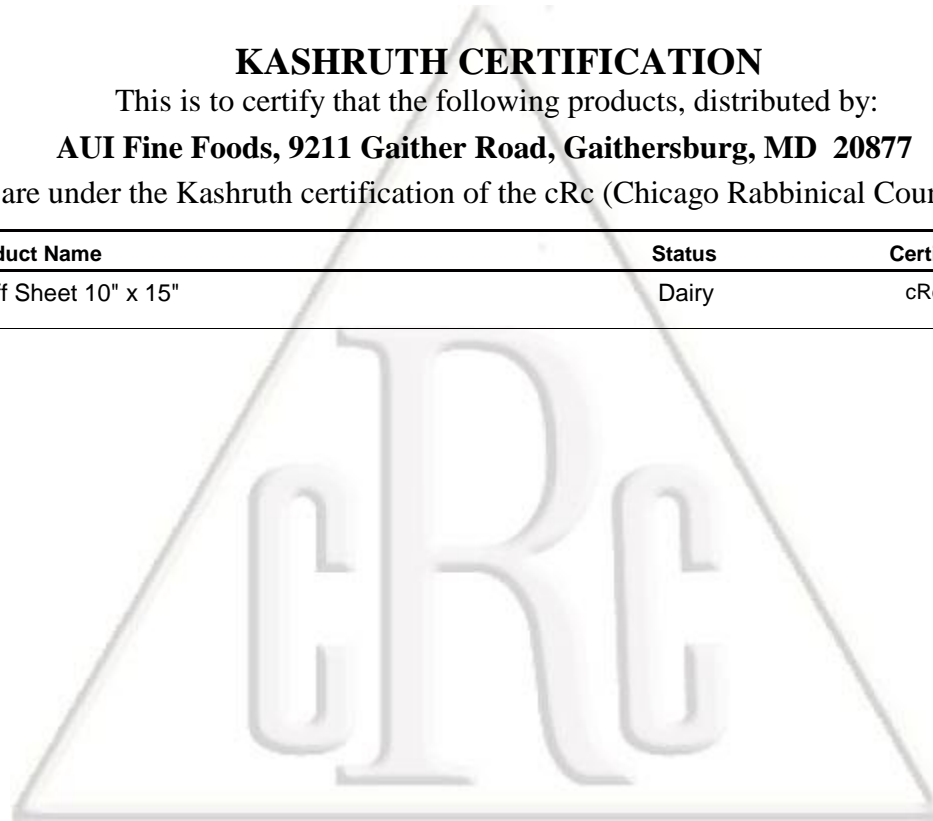 KASHRUTH CERTIFICATION
This is to certify that the following products, distributed by:
AUI Fine Foods, 9211 Gaither Road, Gaithersburg, MD 20877
are under the Kashruth certification of the cRc (Chicago Rabbinical
Name Status
Sheet 10" x 15" Dairy
cRc